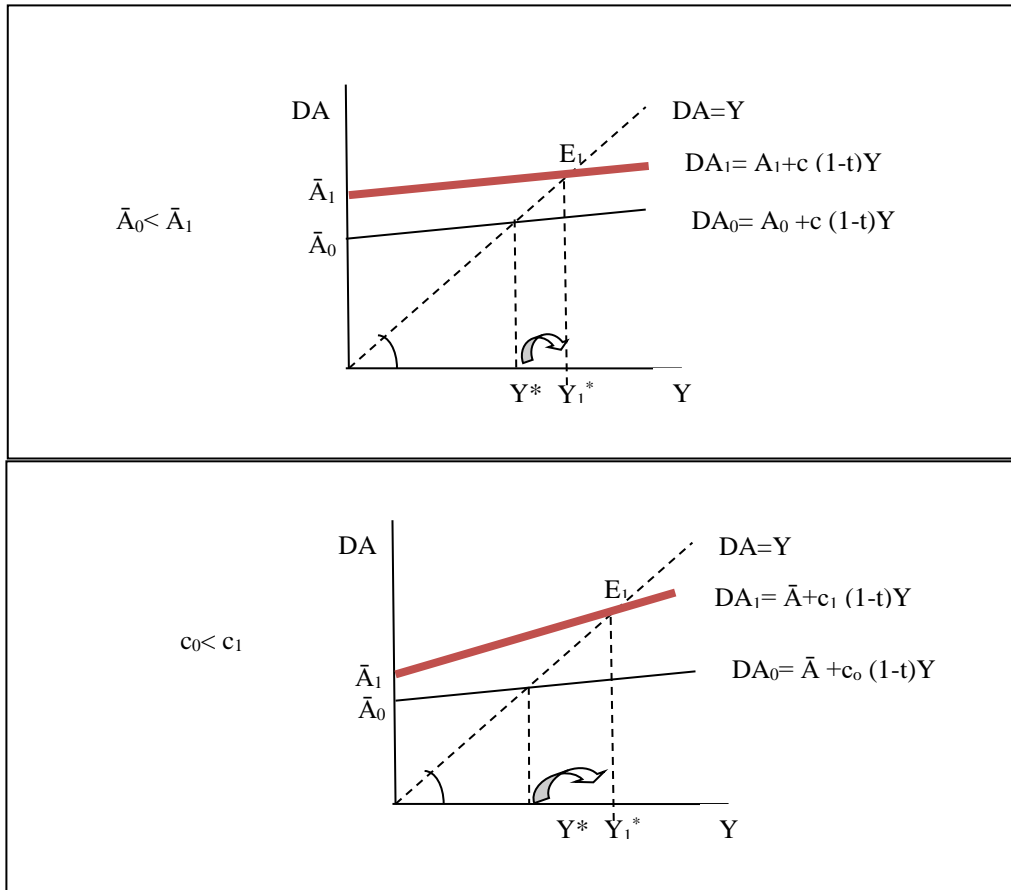 DA
DA=Y
E₁
DA₁= A₁+c (1-t)Y
Ā₁
Ā₀< Ā₁
DA₀= A₀ +c (1-t)Y
Ā₀
Y* Y₁* Y
DA
DA=Y
E₁
DA₁= Ā+c₁ (1-t)Y
c₀< c₁
DA₀= Ā +cₒ (1-t)Y
Ā₁
Ā₀
Y* Y₁* Y